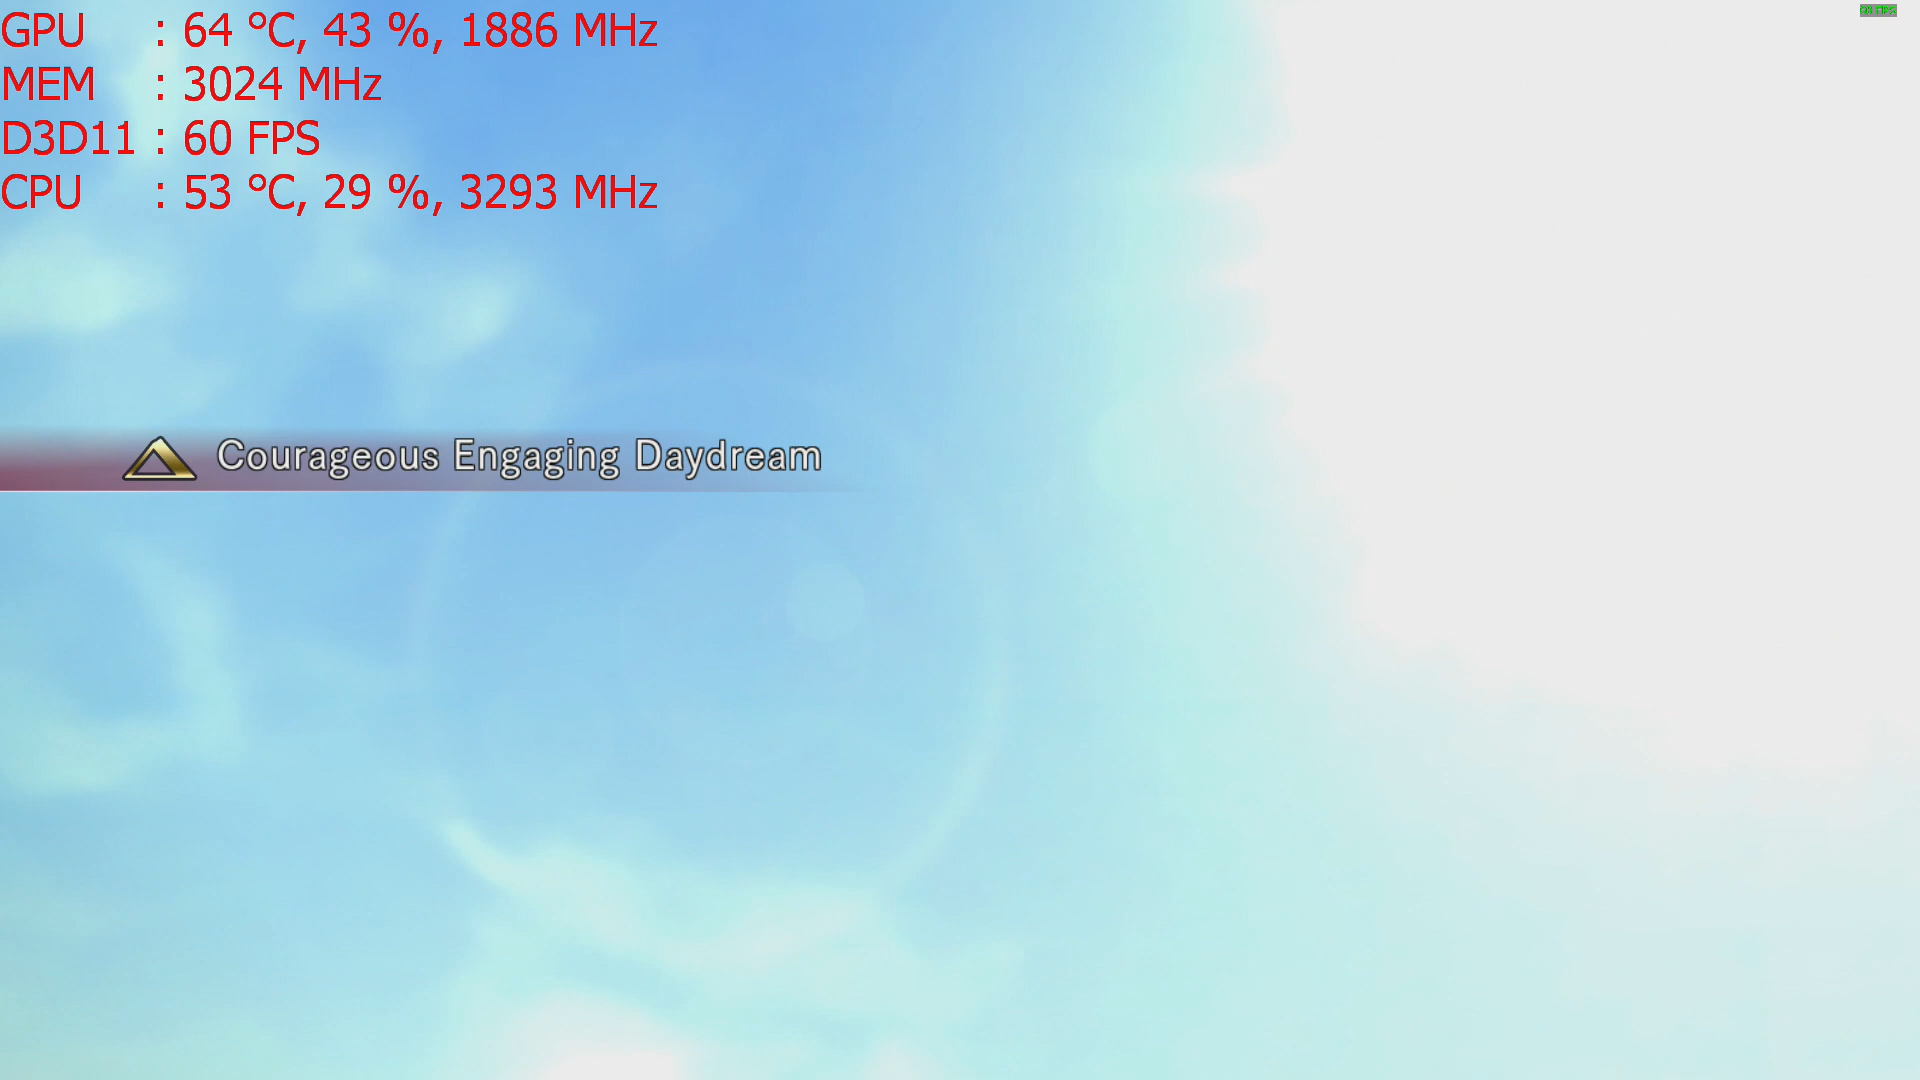 GPU : 64 °C, 43 %, 1886 MHz
MEM : 3024 MHz
D3D11 : 60 FPS
CPU : 53 °C, 29 %, 3293 MHz
Courageous Engaging Daydream